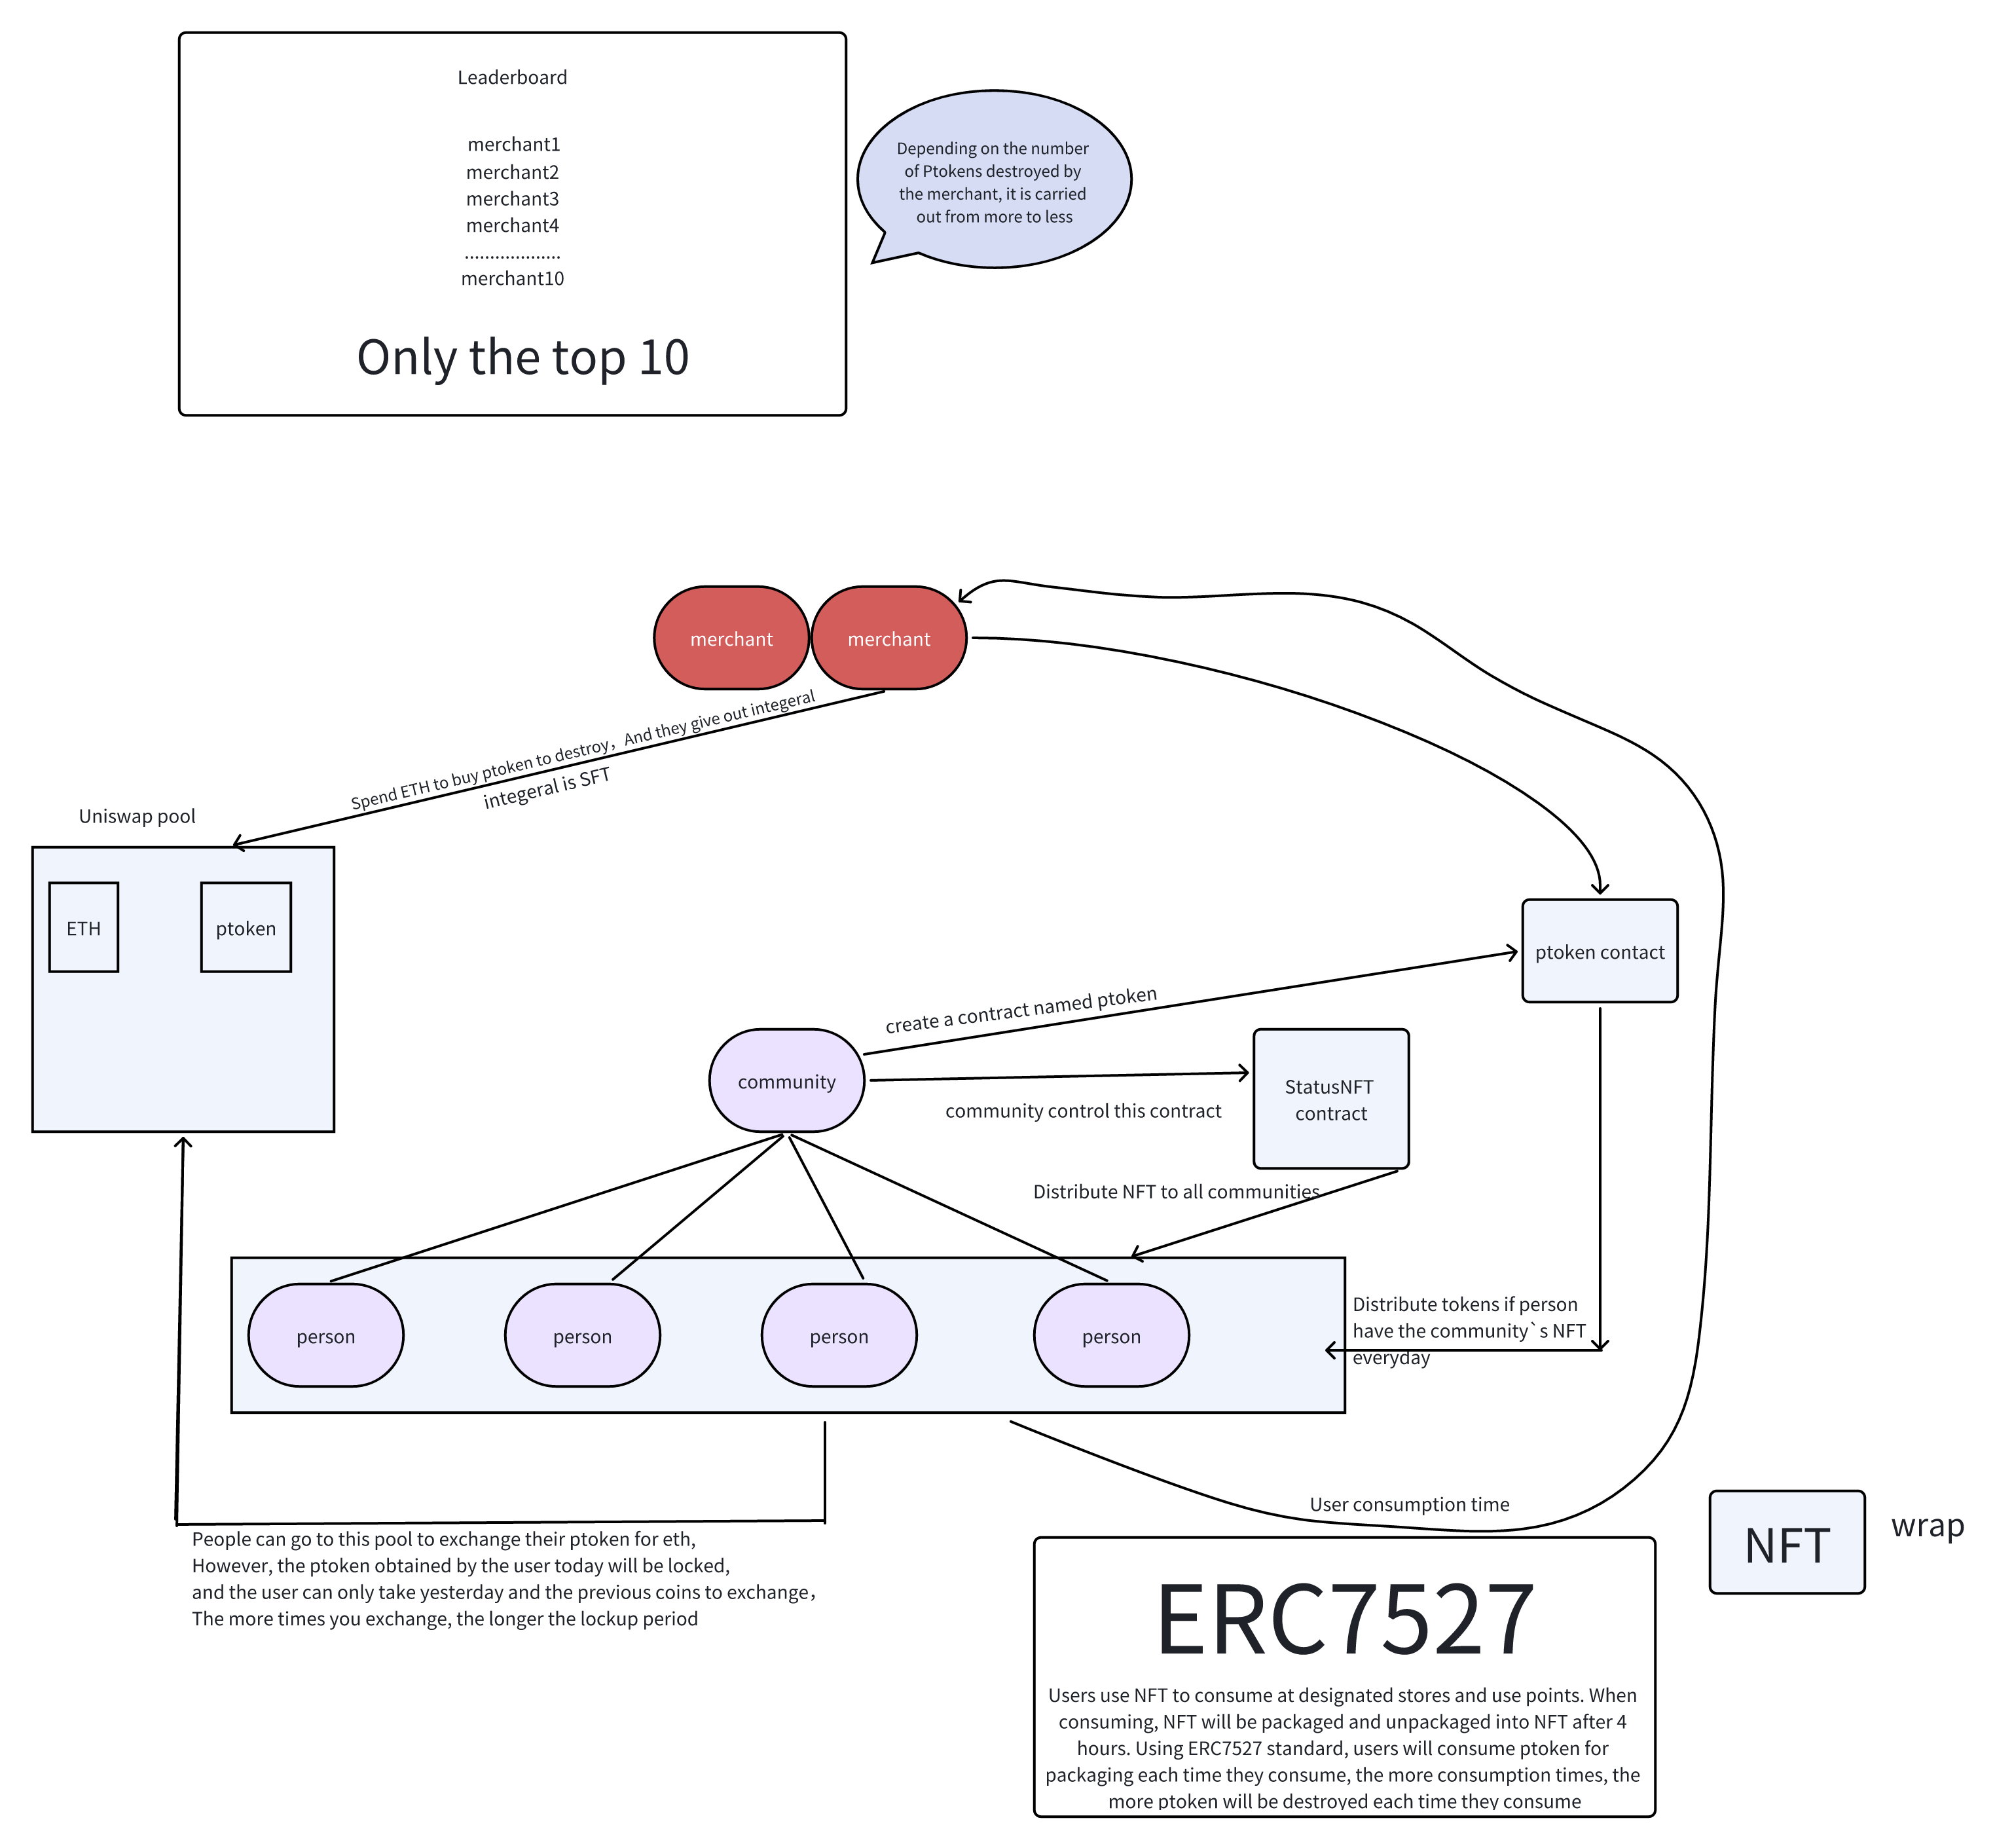 Leaderboard
merchant1
merchant2
merchant3
merchant4
...................
merchant10
Only the top 10
Depending on the number
of Ptokens destroyed by
the merchant, it is carried
out from more to less
merchant
merchant
Spend ETH to buy ptoken to destroy，And they give out integeral
integeral is SFT
Uniswap pool
ETH
ptoken
ptoken contact
create a contract named ptoken
community
StatusNFT
contract
community control this contract
Distribute NFT to all communities
person
person
person
person
Distribute tokens if person
have the community`s NFT
everyday
User consumption time
People can go to this pool to exchange their ptoken for eth,
However, the ptoken obtained by the user today will be locked,
and the user can only take yesterday and the previous coins to exchange，
The more times you exchange, the longer the lockup period
NFT
wrap
ERC7527
Users use NFT to consume at designated stores and use points. When
consuming, NFT will be packaged and unpackaged into NFT after 4
hours. Using ERC7527 standard, users will consume ptoken for
packaging each time they consume, the more consumption times, the
more ptoken will be destroyed each time they consume